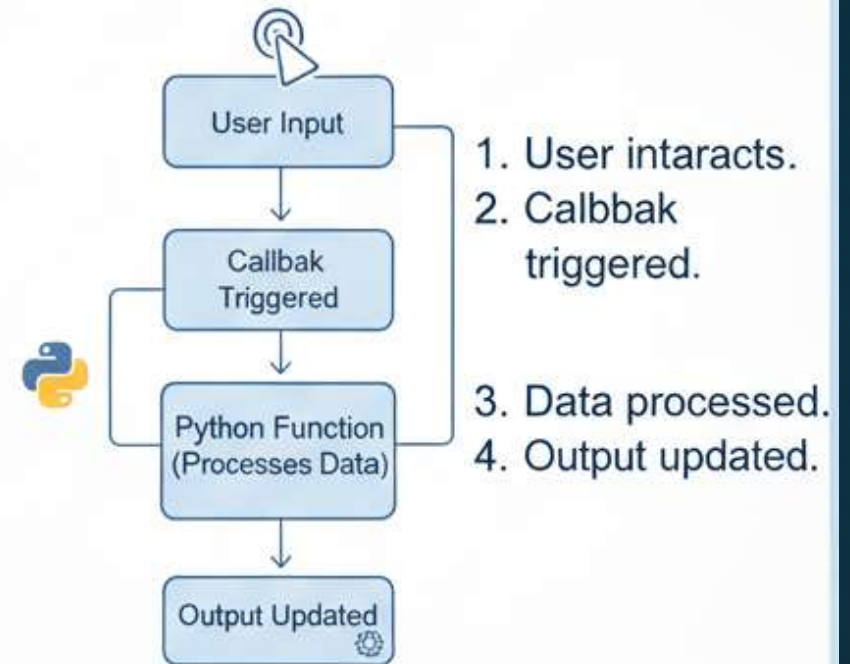 User Input
Callbak
Triggered
Python Function
(Processes Data)
Output Updated
1. User intaracts.
2. Calbbak
triggered.
3. Data processed.
4. Output updated.